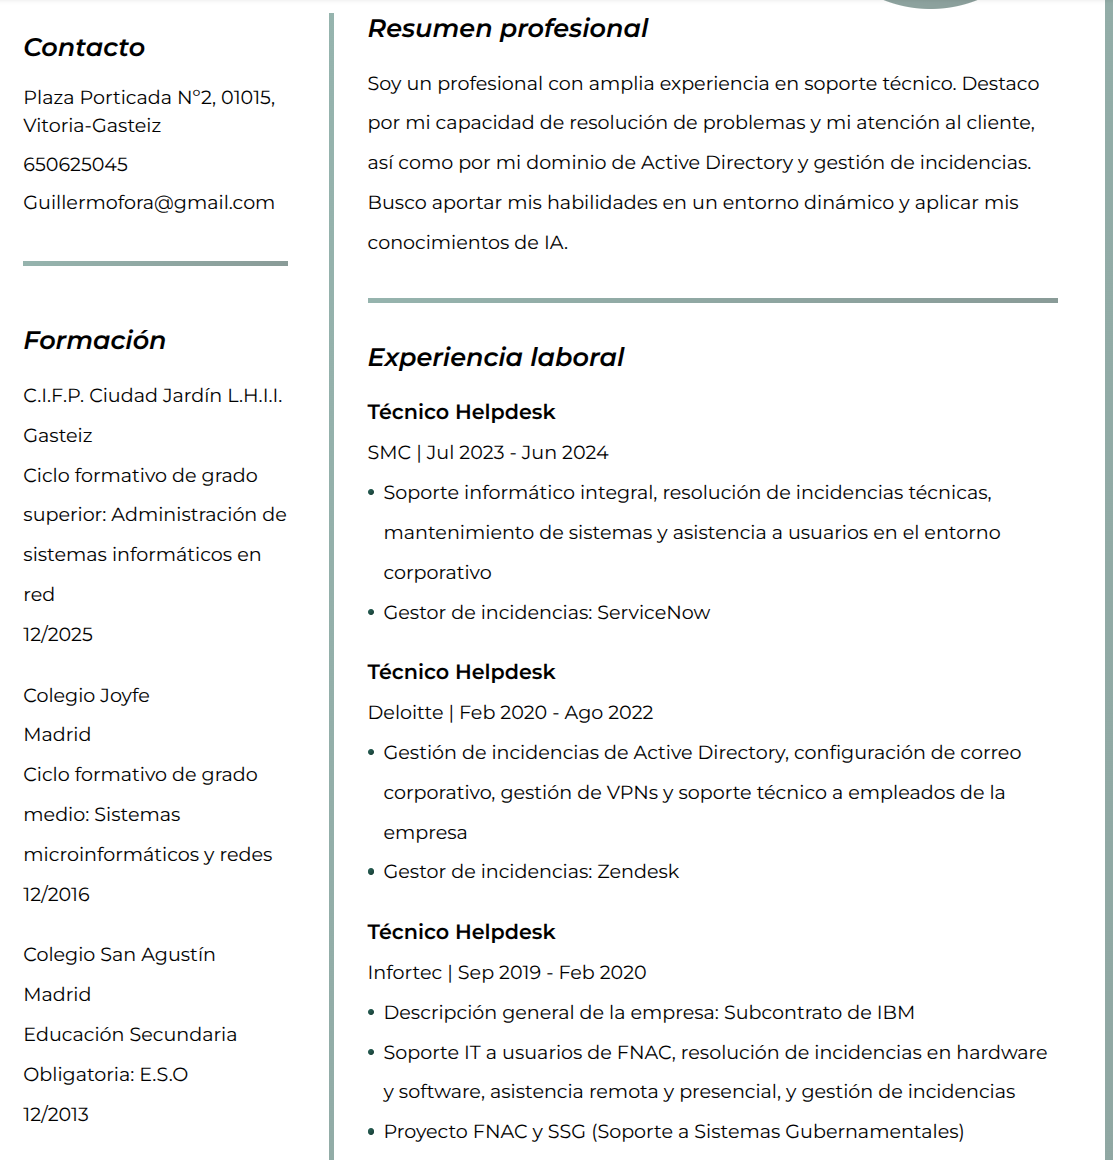 Contacto
Plaza Porticada Nº2, 01015,
Vitoria-Gasteiz
650625045
Guillermofora@gmail.com
Formación
C.I.F.P. Ciudad Jardín L.H.I.I.
Gasteiz
Ciclo formativo de grado
superior: Administración de
sistemas informáticos en
red
12/2025
Colegio Joyfe
Madrid
Ciclo formativo de grado
medio: Sistemas
microinformáticos y redes
12/2016
Colegio San Agustín
Madrid
Educación Secundaria
Obligatoria: E.S.O
12/2013
Resumen profesional
Soy un profesional con amplia experiencia en soporte técnico. Destaco
por mi capacidad de resolución de problemas y mi atención al cliente,
así como por mi dominio de Active Directory y gestión de incidencias.
Busco aportar mis habilidades en un entorno dinámico y aplicar mis
conocimientos de IA.
Experiencia laboral
Técnico Helpdesk
SMC | Jul 2023 - Jun 2024
• Soporte informático integral, resolución de incidencias técnicas,
mantenimiento de sistemas y asistencia a usuarios en el entorno
corporativo
• Gestor de incidencias: ServiceNow
Técnico Helpdesk
Deloitte | Feb 2020 - Ago 2022
• Gestión de incidencias de Active Directory, configuración de correo
corporativo, gestión de VPNs y soporte técnico a empleados de la
empresa
• Gestor de incidencias: Zendesk
Técnico Helpdesk
Infortec | Sep 2019 - Feb 2020
• Descripción general de la empresa: Subcontrato de IBM
• Soporte IT a usuarios de FNAC, resolución de incidencias en hardware
y software, asistencia remota y presencial, y gestión de incidencias
• Proyecto FNAC y SSG (Soporte a Sistemas Gubernamentales)